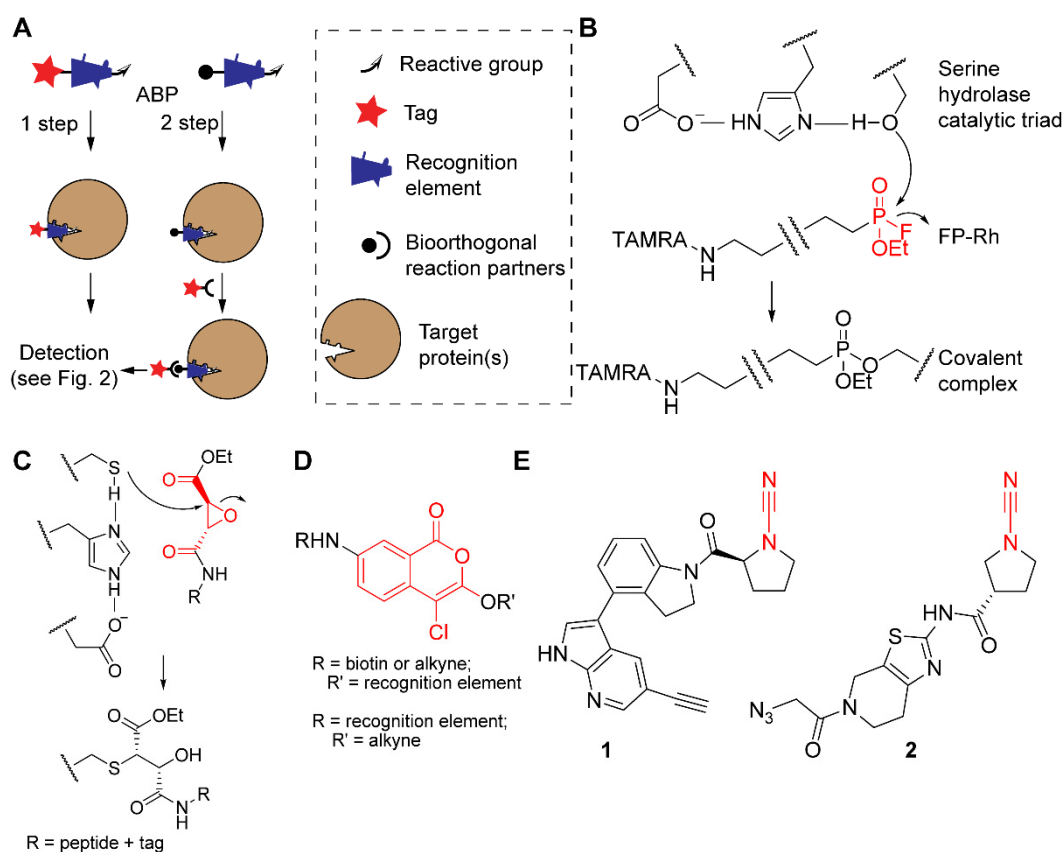 A
ABP
1 step
2 step
Detection
(see Fig. 2)
Reactive group
Tag
Recognition
element
Bioorthogonal
reaction partners
Target
protein(s)
B
O
O−
HN
N
H
O
Serine
hydrolase
catalytic triad
O
P
F
OEt
FP-Rh
TAMRA
N
H
O
P
O
OEt
Covalent
complex
TAMRA
N
H
C
S
H
N
N
H
O−
O
OEt
O
O
O
N
H
R
OEt
O
S
OH
O
N
H
R
R = peptide + tag
D
RHN
O
O
OR'
Cl
R = biotin or alkyne;
R' = recognition element
R = recognition element;
R' = alkyne
E
N
N
O
N
HN
N
1
N
N
HN
O
S
N
N3
N
O
2